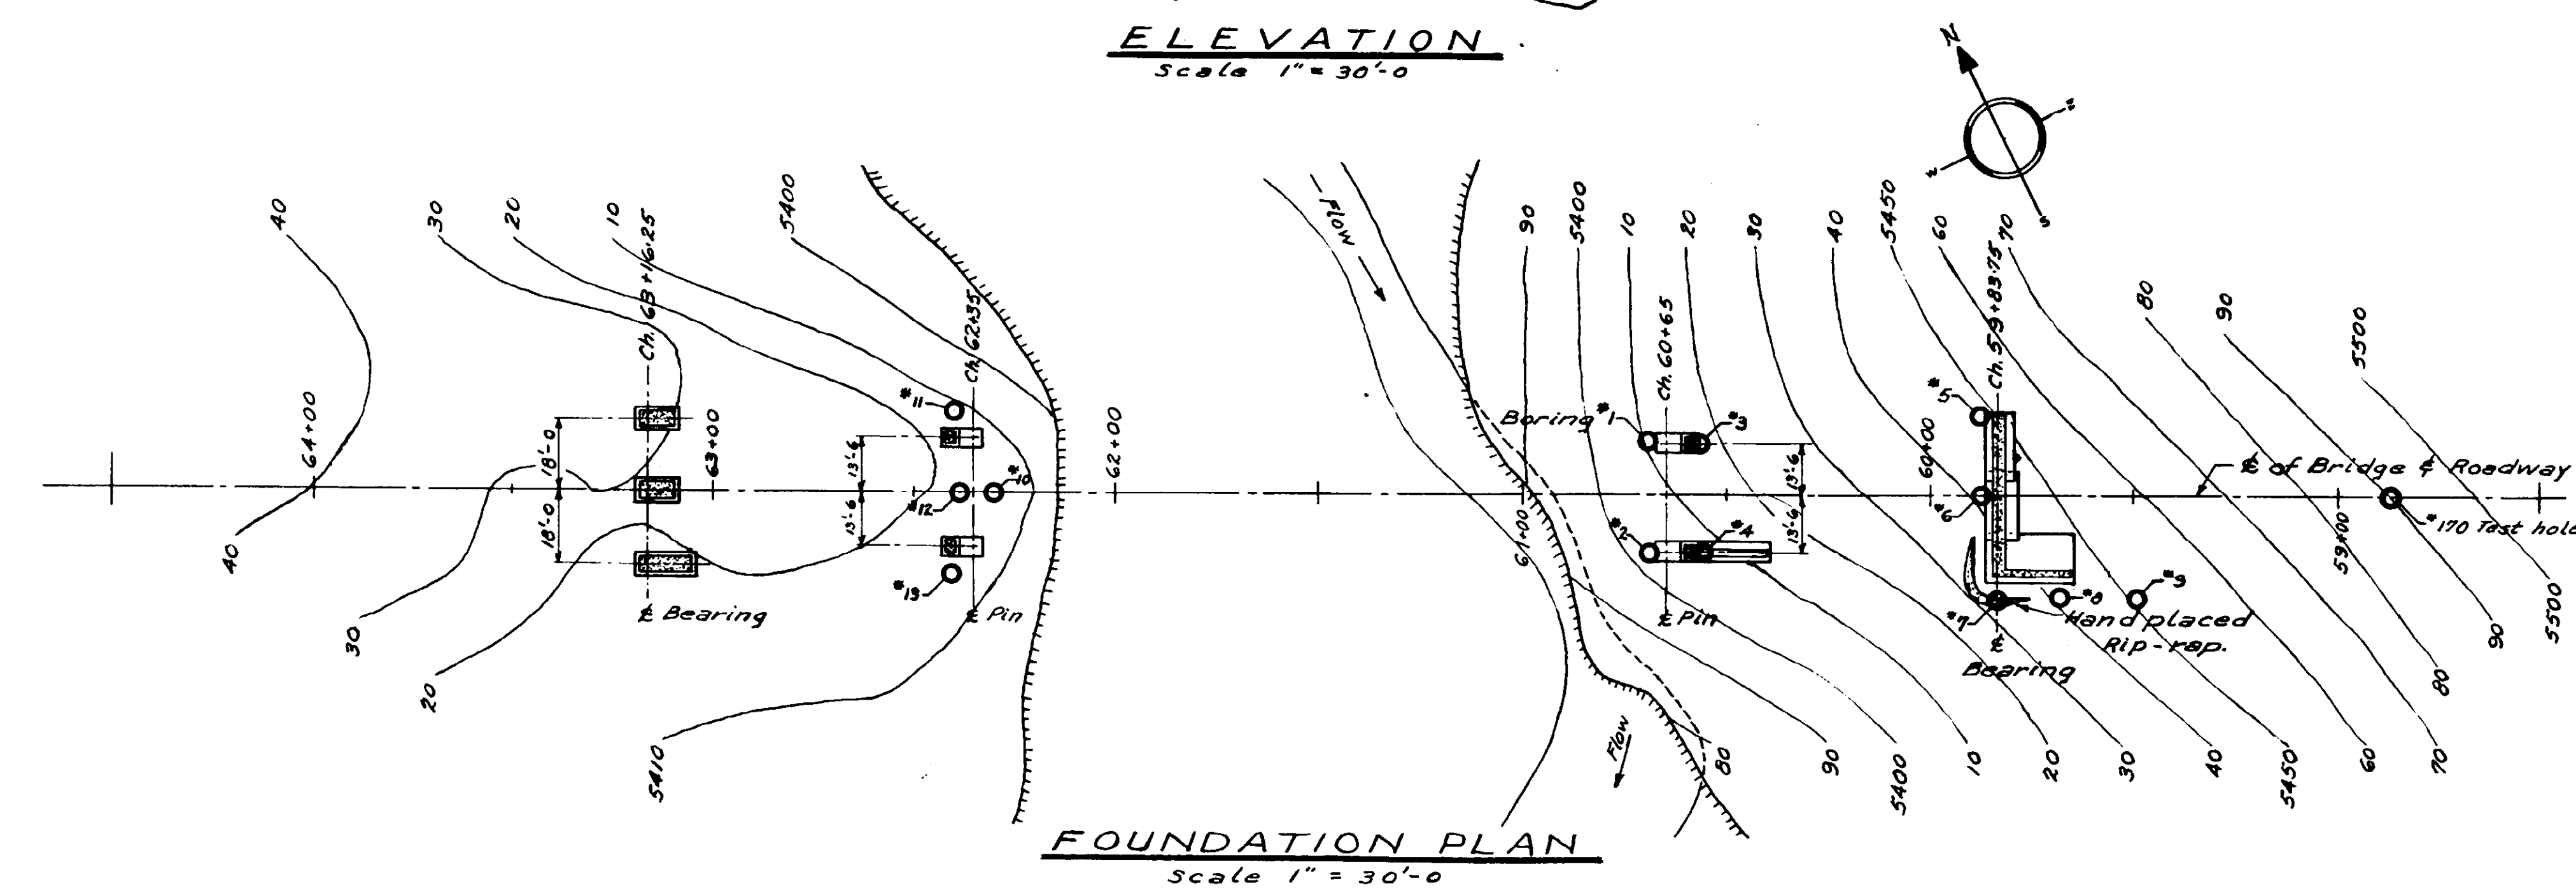 ELEVATION
Scale 1" = 30'-0
N
S
40
30
20
10
5400
Ch. 63+16.25
Ch. 62+35
Flow
90
5400
10
20
30
40
5450
60
70
80
90
5500
Ch. 60+65
Ch. 59+83.75
64+00
63+00
62+00
61+00
60+00
59+00
18'-0
18'-0
13'-6
13'-6
13'-6
13'-6
#11
#10
#12
#13
Boring #1
#3
#2
#4
#5
#6
#7
#8
#9
℄ of Bridge & Roadway
#170 Test hole
℄ Bearing
℄ Pin
℄ Pin
℄ Bearing
Hand placed
Rip-rap.
40
30
20
5410
Flow
80
90
5400
10
20
30
40
5450
60
70
80
90
5500
FOUNDATION PLAN
Scale 1" = 30'-0